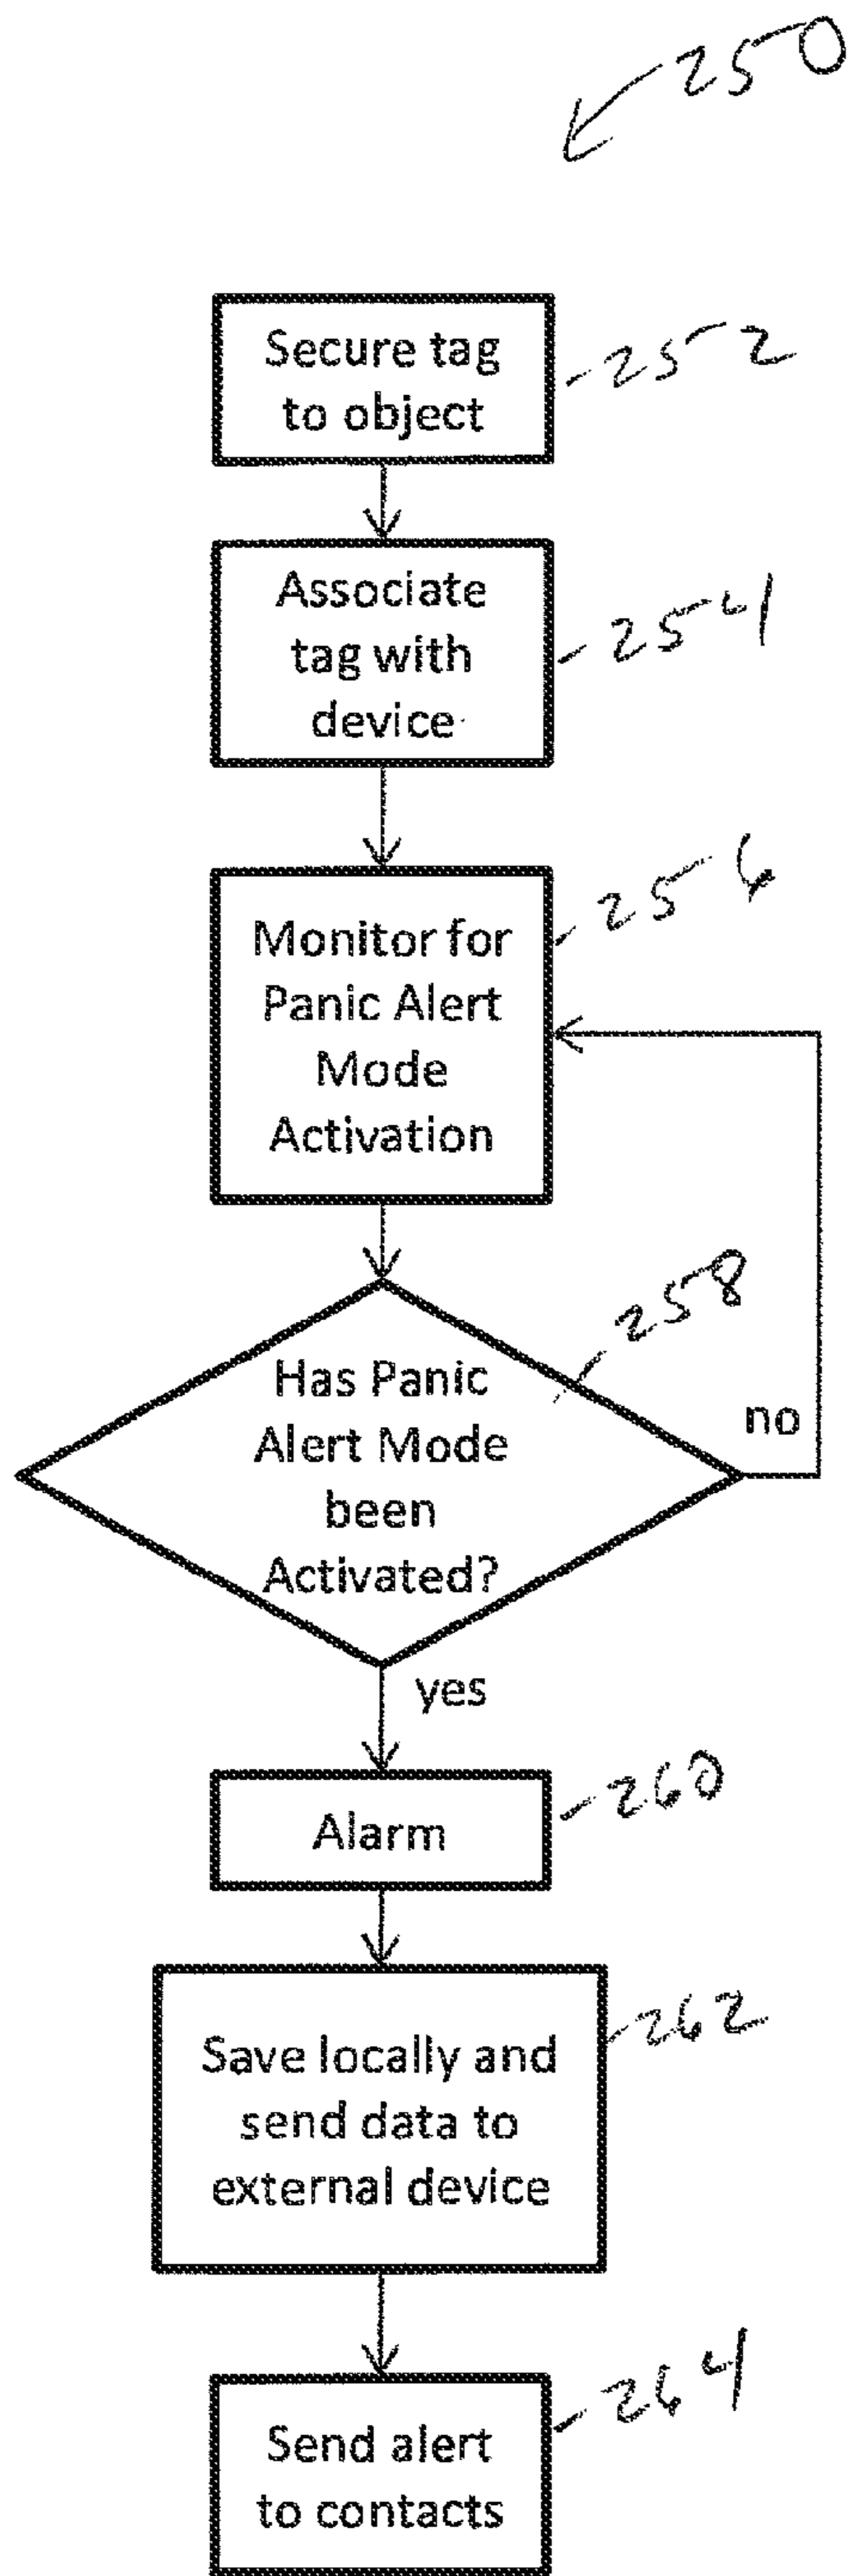 250
Secure tag
to object
252
Associate
tag with
device
254
Monitor for
Panic Alert
Mode
Activation
256
Has Panic
Alert Mode
been
Activated?
258
no
yes
Alarm
260
Save locally and
send data to
external device
262
Send alert
to contacts
264